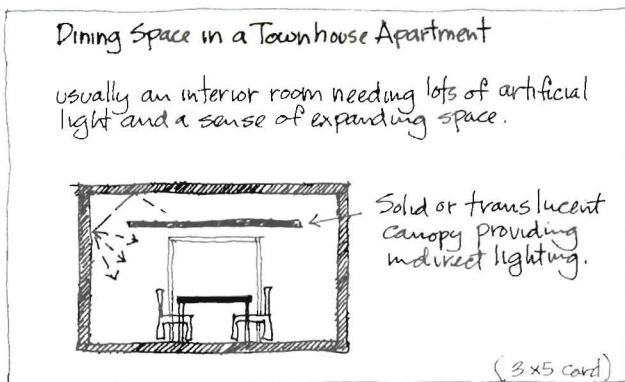 Dining Space in a Townhouse Apartment
usually an interior room needing lots of artificial
light and a sense of expanding space.
Solid or translucent
canopy providing
indirect lighting.
(3x5 card)